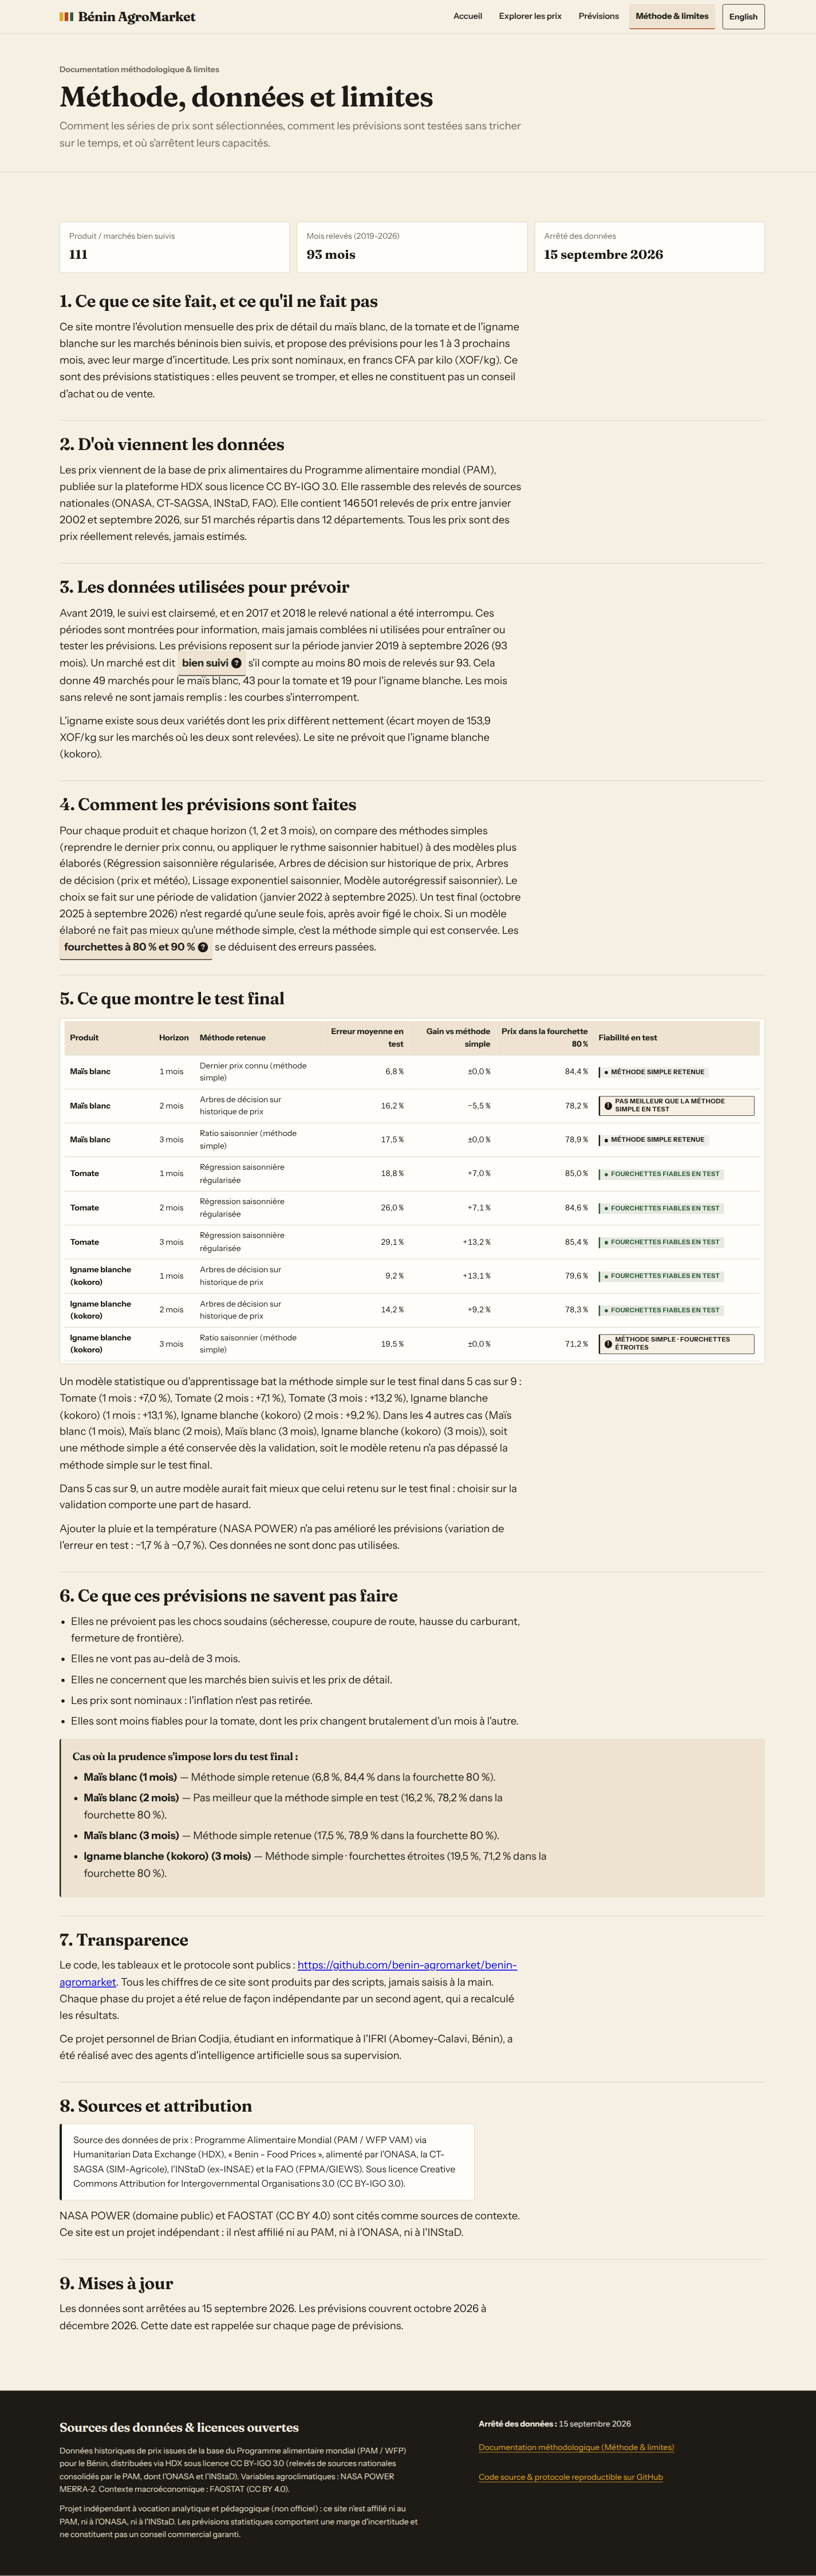 Bénin AgroMarket
Accueil
Explorer les prix
Prévisions
Méthode & limites
English
Documentation méthodologique & limites
Méthode, données et limites
Comment les séries de prix sont sélectionnées, comment les prévisions sont testées sans tricher
sur le temps, et où s'arrêtent leurs capacités.
Produit / marchés bien suivis
111
Mois relevés (2019–2026)
93 mois
Arrêté des données
15 septembre 2026
1. Ce que ce site fait, et ce qu'il ne fait pas
Ce site montre l'évolution mensuelle des prix de détail du maïs blanc, de la tomate et de l'igname
blanche sur les marchés béninois bien suivis, et propose des prévisions pour les 1 à 3 prochains
mois, avec leur marge d'incertitude. Les prix sont nominaux, en francs CFA par kilo (XOF/kg). Ce
sont des prévisions statistiques : elles peuvent se tromper, et elles ne constituent pas un conseil
d'achat ou de vente.
2. D'où viennent les données
Les prix viennent de la base de prix alimentaires du Programme alimentaire mondial (PAM),
publiée sur la plateforme HDX sous licence CC BY-IGO 3.0. Elle rassemble des relevés de sources
nationales (ONASA, CT-SAGSA, INStaD, FAO). Elle contient 146 501 relevés de prix entre janvier
2002 et septembre 2026, sur 51 marchés répartis dans 12 départements. Tous les prix sont des
prix réellement relevés, jamais estimés.
3. Les données utilisées pour prévoir
Avant 2019, le suivi est clairsemé, et en 2017 et 2018 le relevé national a été interrompu. Ces
périodes sont montrées pour information, mais jamais comblées ni utilisées pour entraîner ou
tester les prévisions. Les prévisions reposent sur la période janvier 2019 à septembre 2026 (93
mois). Un marché est dit bien suivi ? s'il compte au moins 80 mois de relevés sur 93. Cela
donne 49 marchés pour le maïs blanc, 43 pour la tomate et 19 pour l'igname blanche. Les mois
sans relevé ne sont jamais remplis : les courbes s'interrompent.
L'igname existe sous deux variétés dont les prix diffèrent nettement (écart moyen de 153,9
XOF/kg sur les marchés où les deux sont relevées). Le site ne prévoit que l'igname blanche
(kokoro).
4. Comment les prévisions sont faites
Pour chaque produit et chaque horizon (1, 2 et 3 mois), on compare des méthodes simples
(reprendre le dernier prix connu, ou appliquer le rythme saisonnier habituel) à des modèles plus
élaborés (Régression saisonnière régularisée, Arbres de décision sur historique de prix, Arbres
de décision (prix et météo), Lissage exponentiel saisonnier, Modèle autorégressif saisonnier). Le
choix se fait sur une période de validation (janvier 2022 à septembre 2025). Un test final (octobre
2025 à septembre 2026) n'est regardé qu'une seule fois, après avoir figé le choix. Si un modèle
élaboré ne fait pas mieux qu'une méthode simple, c'est la méthode simple qui est conservée. Les
fourchettes à 80 % et 90 % ? se déduisent des erreurs passées.
5. Ce que montre le test final
Produit Horizon Méthode retenue Erreur moyenne en test Gain vs méthode simple Prix dans la fourchette 80 % Fiabilité en test
Maïs blanc 1 mois Dernier prix connu (méthode simple) 6,8 % ±0,0 % 84,4 % MÉTHODE SIMPLE RETENUE
Maïs blanc 2 mois Arbres de décision sur historique de prix 16,2 % −5,5 % 78,2 % ! PAS MEILLEUR QUE LA MÉTHODE SIMPLE EN TEST
Maïs blanc 3 mois Ratio saisonnier (méthode simple) 17,5 % ±0,0 % 78,9 % MÉTHODE SIMPLE RETENUE
Tomate 1 mois Régression saisonnière régularisée 18,8 % +7,0 % 85,0 % FOURCHETTES FIABLES EN TEST
Tomate 2 mois Régression saisonnière régularisée 26,0 % +7,1 % 84,6 % FOURCHETTES FIABLES EN TEST
Tomate 3 mois Régression saisonnière régularisée 29,1 % +13,2 % 85,4 % FOURCHETTES FIABLES EN TEST
Igname blanche (kokoro) 1 mois Arbres de décision sur historique de prix 9,2 % +13,1 % 79,6 % FOURCHETTES FIABLES EN TEST
Igname blanche (kokoro) 2 mois Arbres de décision sur historique de prix 14,2 % +9,2 % 78,3 % FOURCHETTES FIABLES EN TEST
Igname blanche (kokoro) 3 mois Ratio saisonnier (méthode simple) 19,5 % ±0,0 % 71,2 % ! MÉTHODE SIMPLE · FOURCHETTES ÉTROITES
Un modèle statistique ou d'apprentissage bat la méthode simple sur le test final dans 5 cas sur 9 :
Tomate (1 mois : +7,0 %), Tomate (2 mois : +7,1 %), Tomate (3 mois : +13,2 %), Igname blanche
(kokoro) (1 mois : +13,1 %), Igname blanche (kokoro) (2 mois : +9,2 %). Dans les 4 autres cas (Maïs
blanc (1 mois), Maïs blanc (2 mois), Maïs blanc (3 mois), Igname blanche (kokoro) (3 mois)), soit
une méthode simple a été conservée dès la validation, soit le modèle retenu n'a pas dépassé la
méthode simple sur le test final.
Dans 5 cas sur 9, un autre modèle aurait fait mieux que celui retenu sur le test final : choisir sur la
validation comporte une part de hasard.
Ajouter la pluie et la température (NASA POWER) n'a pas amélioré les prévisions (variation de
l'erreur en test : −1,7 % à −0,7 %). Ces données ne sont donc pas utilisées.
6. Ce que ces prévisions ne savent pas faire
• Elles ne prévoient pas les chocs soudains (sécheresse, coupure de route, hausse du carburant,
fermeture de frontière).
• Elles ne vont pas au-delà de 3 mois.
• Elles ne concernent que les marchés bien suivis et les prix de détail.
• Les prix sont nominaux : l'inflation n'est pas retirée.
• Elles sont moins fiables pour la tomate, dont les prix changent brutalement d'un mois à l'autre.
Cas où la prudence s'impose lors du test final :
• Maïs blanc (1 mois) — Méthode simple retenue (6,8 %, 84,4 % dans la fourchette 80 %).
• Maïs blanc (2 mois) — Pas meilleur que la méthode simple en test (16,2 %, 78,2 % dans la
fourchette 80 %).
• Maïs blanc (3 mois) — Méthode simple retenue (17,5 %, 78,9 % dans la fourchette 80 %).
• Igname blanche (kokoro) (3 mois) — Méthode simple · fourchettes étroites (19,5 %, 71,2 % dans la
fourchette 80 %).
7. Transparence
Le code, les tableaux et le protocole sont publics : https://github.com/benin-agromarket/benin-
agromarket. Tous les chiffres de ce site sont produits par des scripts, jamais saisis à la main.
Chaque phase du projet a été relue de façon indépendante par un second agent, qui a recalculé
les résultats.
Ce projet personnel de Brian Codjia, étudiant en informatique à l'IFRI (Abomey-Calavi, Bénin), a
été réalisé avec des agents d'intelligence artificielle sous sa supervision.
8. Sources et attribution
Source des données de prix : Programme Alimentaire Mondial (PAM / WFP VAM) via
Humanitarian Data Exchange (HDX), « Benin - Food Prices », alimenté par l'ONASA, la CT-
SAGSA (SIM-Agricole), l'INStaD (ex-INSAE) et la FAO (FPMA/GIEWS). Sous licence Creative
Commons Attribution for Intergovernmental Organisations 3.0 (CC BY-IGO 3.0).
NASA POWER (domaine public) et FAOSTAT (CC BY 4.0) sont cités comme sources de contexte.
Ce site est un projet indépendant : il n'est affilié ni au PAM, ni à l'ONASA, ni à l'INStaD.
9. Mises à jour
Les données sont arrêtées au 15 septembre 2026. Les prévisions couvrent octobre 2026 à
décembre 2026. Cette date est rappelée sur chaque page de prévisions.
Sources des données & licences ouvertes
Données historiques de prix issues de la base du Programme alimentaire mondial (PAM / WFP)
pour le Bénin, distribuées via HDX sous licence CC BY-IGO 3.0 (relevés de sources nationales
consolidés par le PAM, dont l'ONASA et l'INStaD). Variables agroclimatiques : NASA POWER
MERRA-2. Contexte macroéconomique : FAOSTAT (CC BY 4.0).
Projet indépendant à vocation analytique et pédagogique (non officiel) : ce site n'est affilié ni au
PAM, ni à l'ONASA, ni à l'INStaD. Les prévisions statistiques comportent une marge d'incertitude et
ne constituent pas un conseil commercial garanti.
Arrêté des données : 15 septembre 2026
Documentation méthodologique (Méthode & limites)
Code source & protocole reproductible sur GitHub